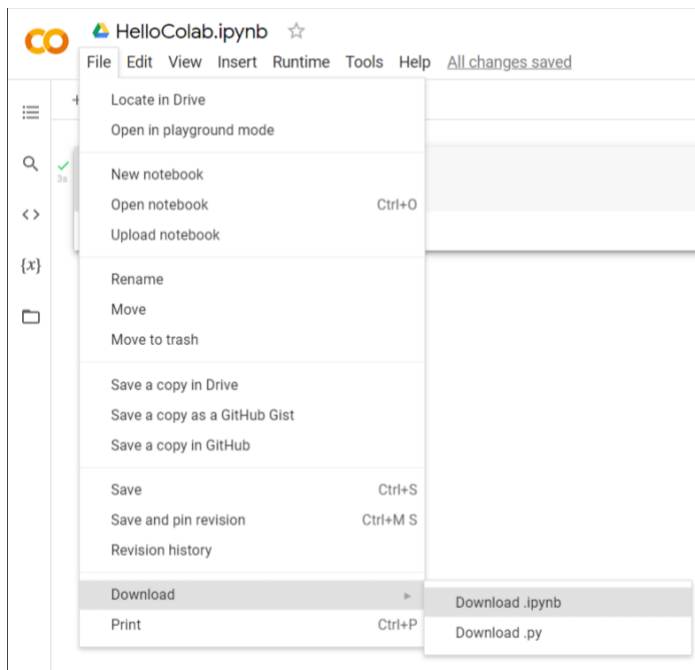 HelloColab.ipynb
File Edit View Insert Runtime Tools Help All changes saved
+
Locate in Drive
Open in playground mode
3s
New notebook
Open notebook Ctrl+O
Upload notebook
{x}
Rename
Move
Move to trash
Save a copy in Drive
Save a copy as a GitHub Gist
Save a copy in GitHub
Save Ctrl+S
Save and pin revision Ctrl+M S
Revision history
Download
Download .ipynb
Print Ctrl+P
Download .py